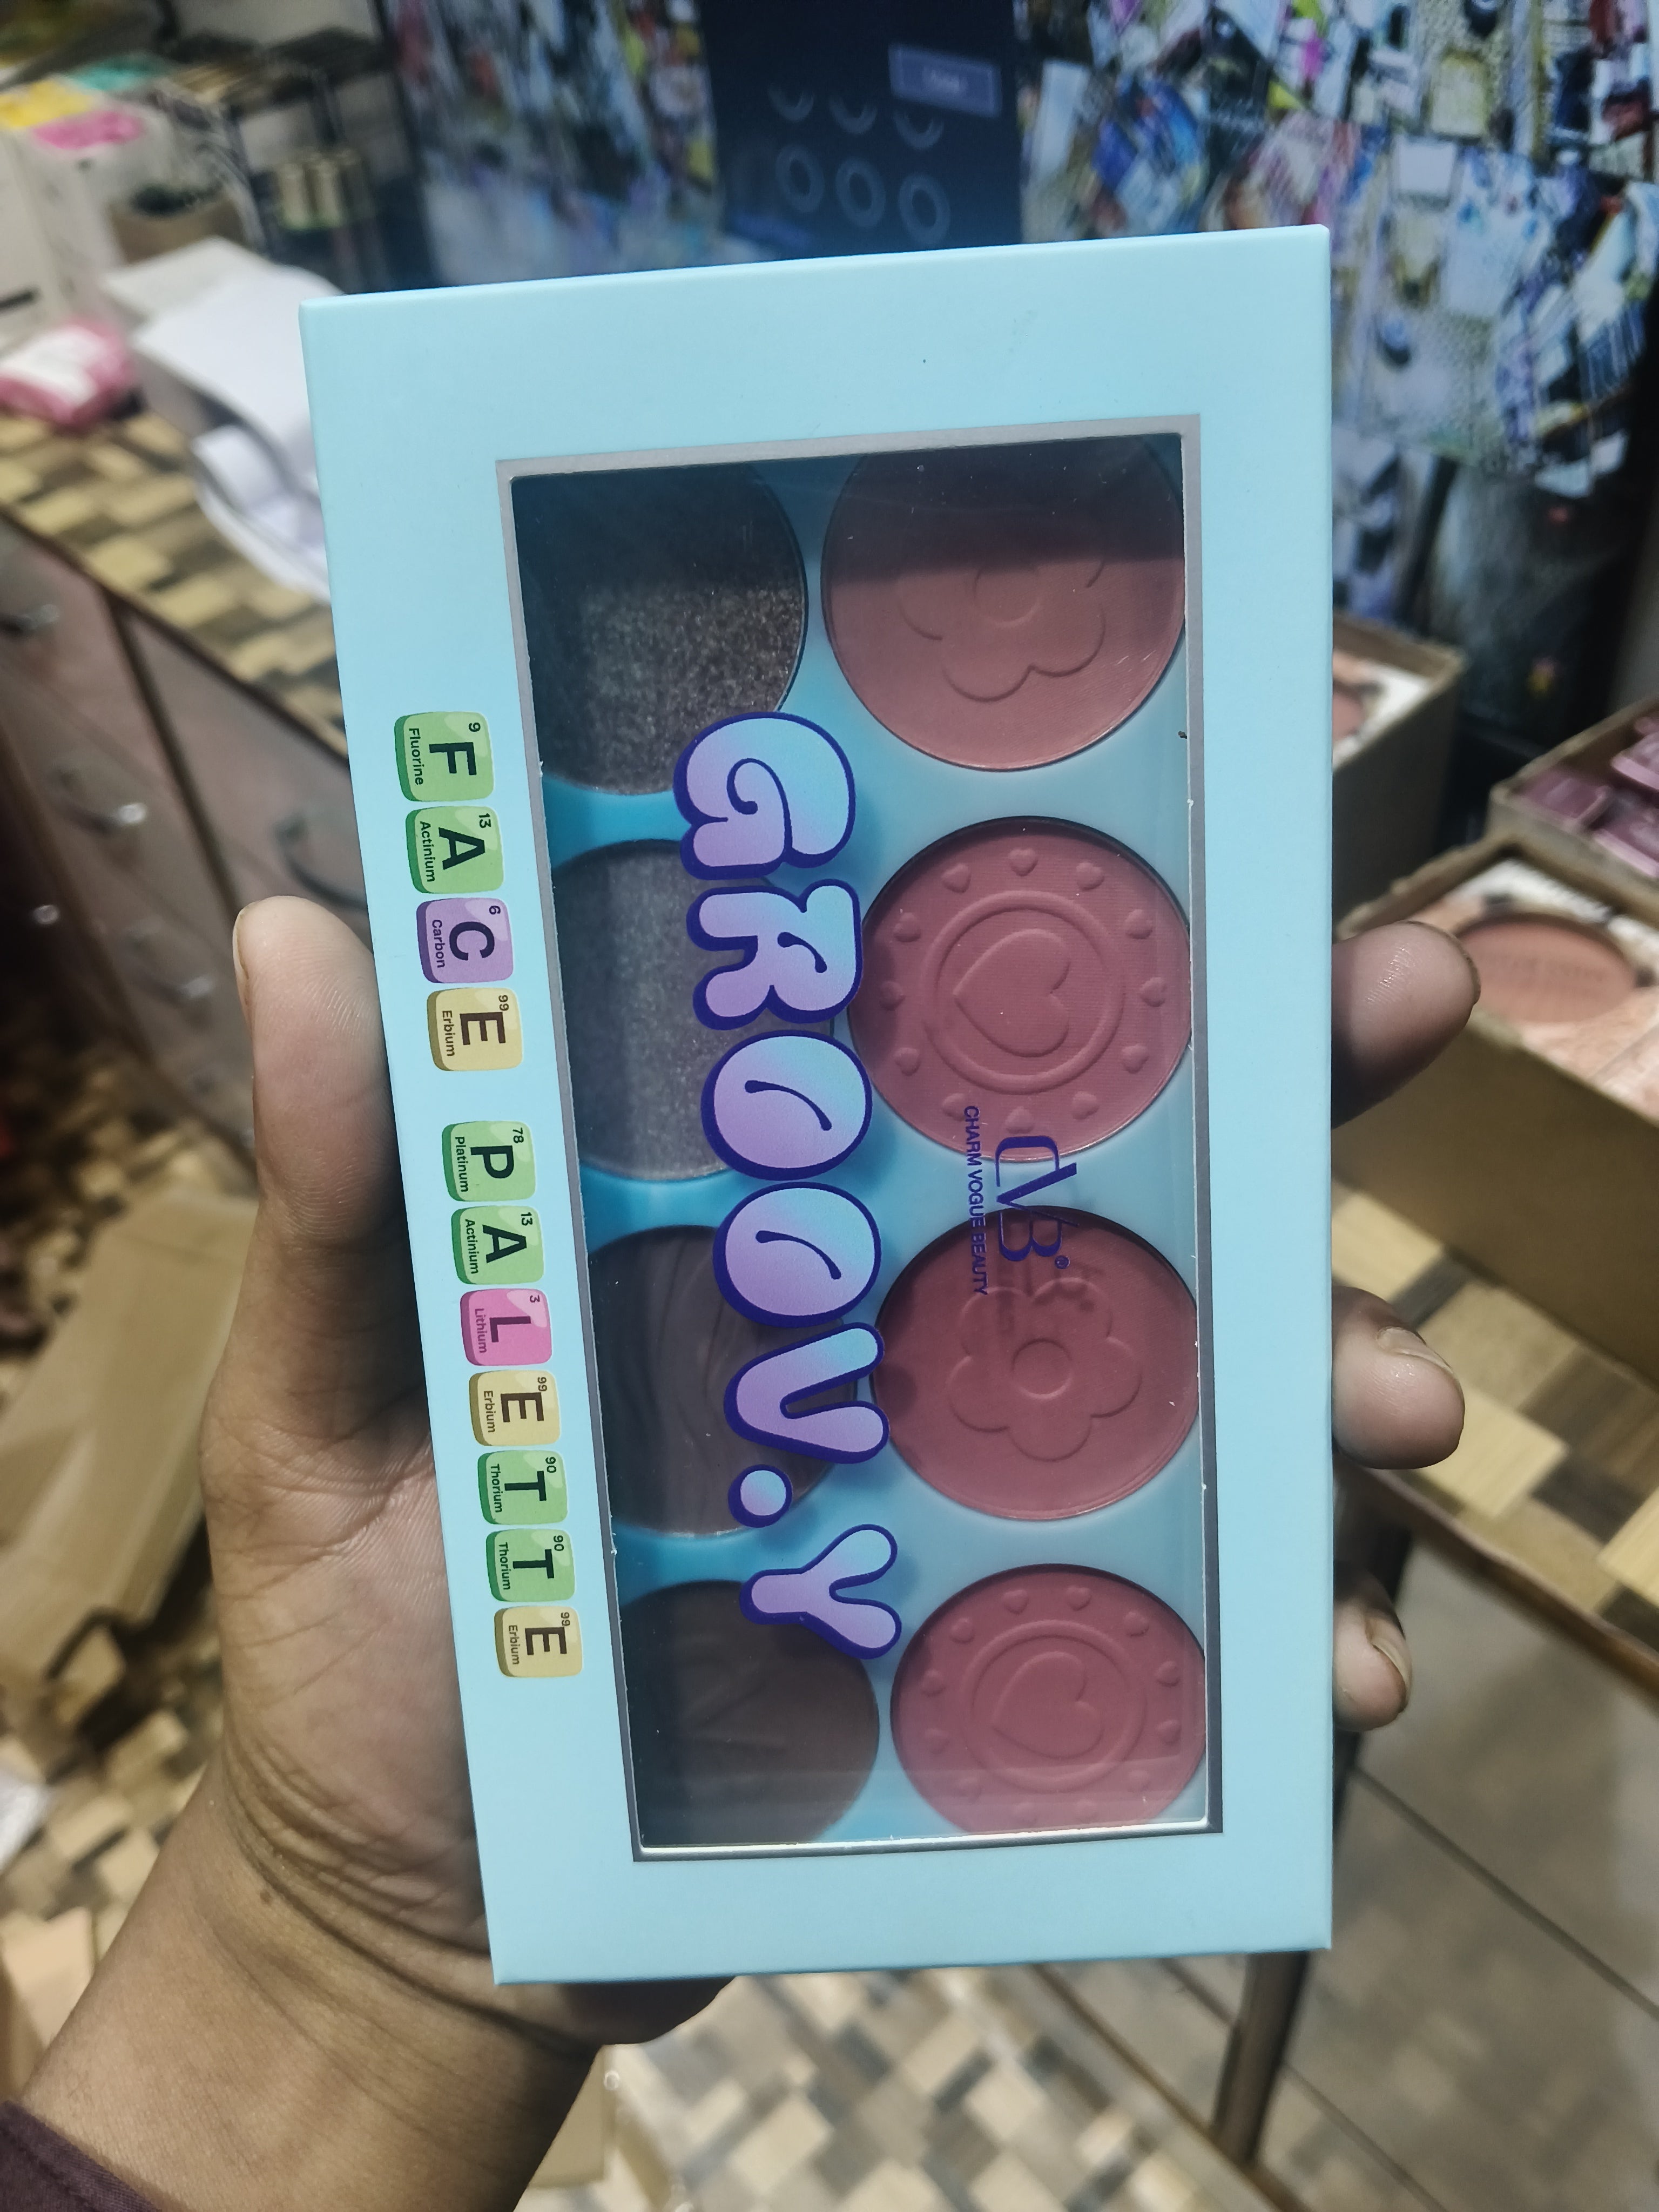 CVB®
CHARM VOGUE BEAUTY
GROOV.Y
9 F Fluorine 13 A Actinium 6 C Carbon 99 E Erbium 78 P Platinum 13 A Actinium 3 L Lithium 99 E Erbium 90 T Thorium 90 T Thorium 99 E Erbium